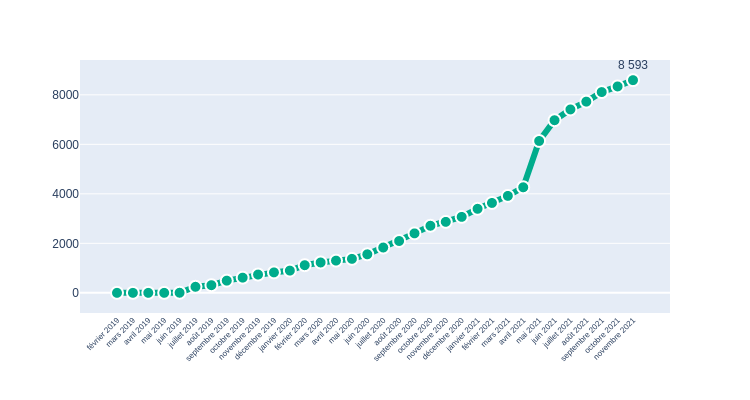 8 593
8000
6000
4000
2000
0
février 2019
mars 2019
avril 2019
mai 2019
juin 2019
juillet 2019
août 2019
septembre 2019
octobre 2019
novembre 2019
décembre 2019
janvier 2020
février 2020
mars 2020
avril 2020
mai 2020
juin 2020
juillet 2020
août 2020
septembre 2020
octobre 2020
novembre 2020
décembre 2020
janvier 2021
février 2021
mars 2021
avril 2021
mai 2021
juin 2021
juillet 2021
août 2021
septembre 2021
octobre 2021
novembre 2021